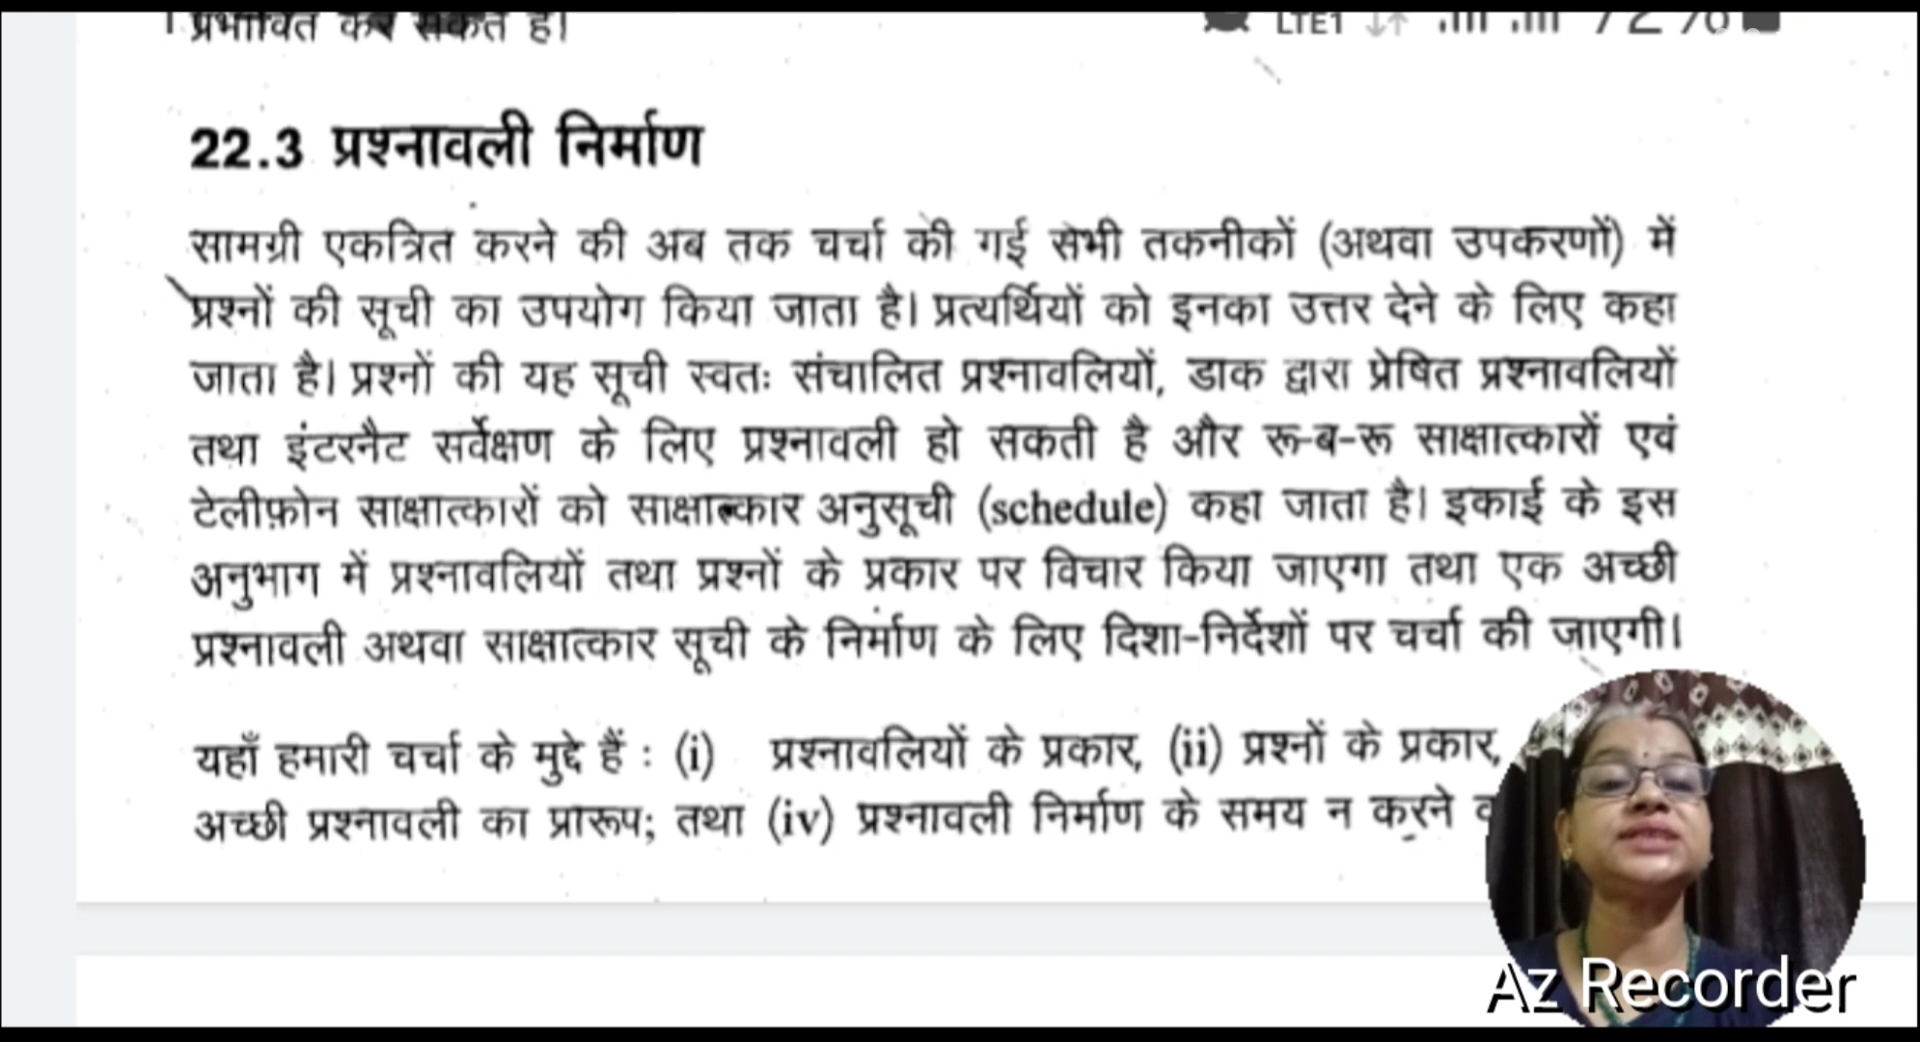 प्रभावित कर सकते हैं।
LTE1
22.3 प्रश्नावली निर्माण
सामग्री एकत्रित करने की अब तक चर्चा की गई सभी तकनीकों (अथवा उपकरणों) में
प्रश्नों की सूची का उपयोग किया जाता है। प्रत्यर्थियों को इनका उत्तर देने के लिए कहा
जाता है। प्रश्नों की यह सूची स्वतः संचालित प्रश्नावलियों, डाक द्वारा प्रेषित प्रश्नावलियों
तथा इंटरनैट सर्वेक्षण के लिए प्रश्नावली हो सकती है और रू-ब-रू साक्षात्कारों एवं
टेलीफ़ोन साक्षात्कारों को साक्षात्कार अनुसूची (schedule) कहा जाता है। इकाई के इस
अनुभाग में प्रश्नावलियों तथा प्रश्नों के प्रकार पर विचार किया जाएगा तथा एक अच्छी
प्रश्नावली अथवा साक्षात्कार सूची के निर्माण के लिए दिशा-निर्देशों पर चर्चा की जाएगी।
यहाँ हमारी चर्चा के मुद्दे हैं : (i) प्रश्नावलियों के प्रकार, (ii) प्रश्नों के प्रकार,
अच्छी प्रश्नावली का प्रारूप; तथा (iv) प्रश्नावली निर्माण के समय न करने
Az Recorder